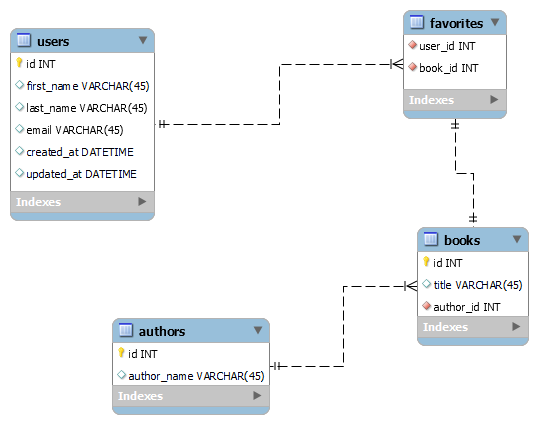 users
id INT
first_name VARCHAR(45)
last_name VARCHAR(45)
email VARCHAR(45)
created_at DATETIME
updated_at DATETIME
Indexes
favorites
user_id INT
book_id INT
Indexes
books
id INT
title VARCHAR(45)
author_id INT
Indexes
authors
id INT
author_name VARCHAR(45)
Indexes